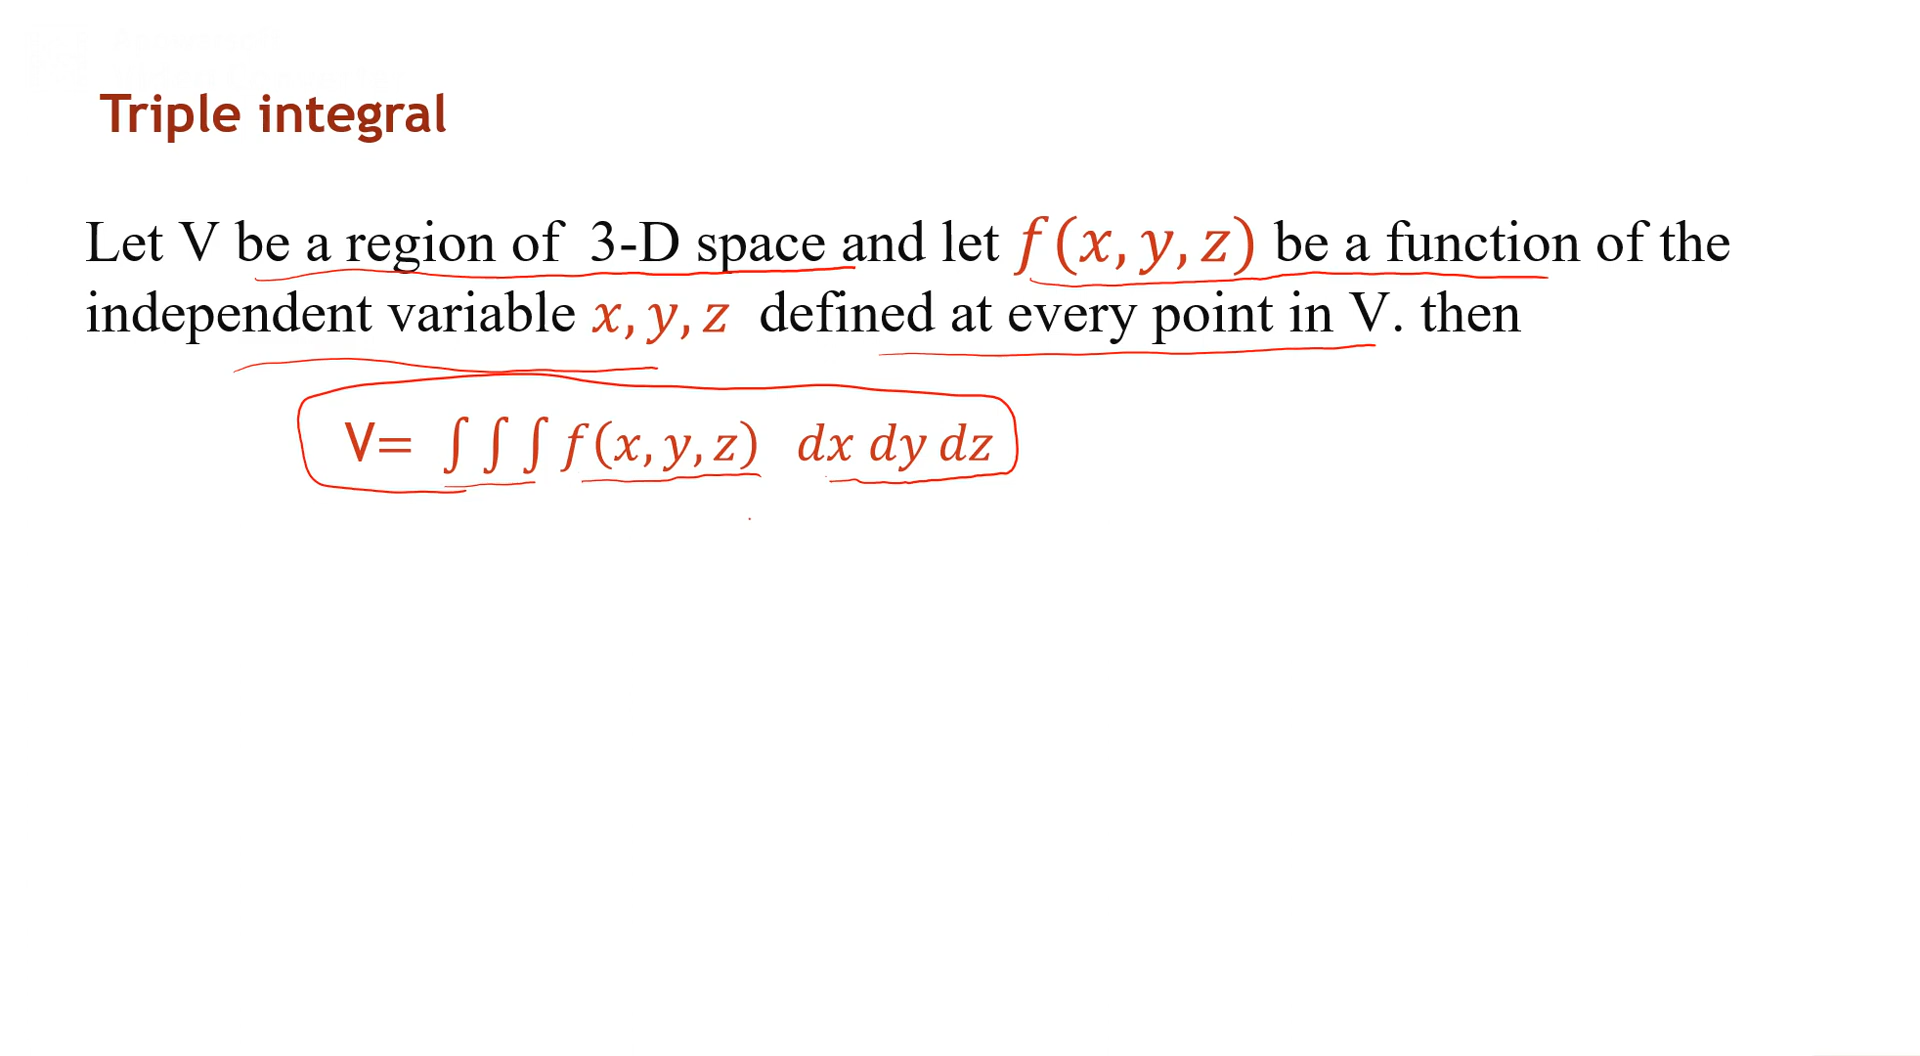 Triple integral
Let V be a region of 3-D space and let f(x, y, z) be a function of the
independent variable x, y, z defined at every point in V. then
V= ∫ ∫ ∫ f(x, y, z) dx dy dz